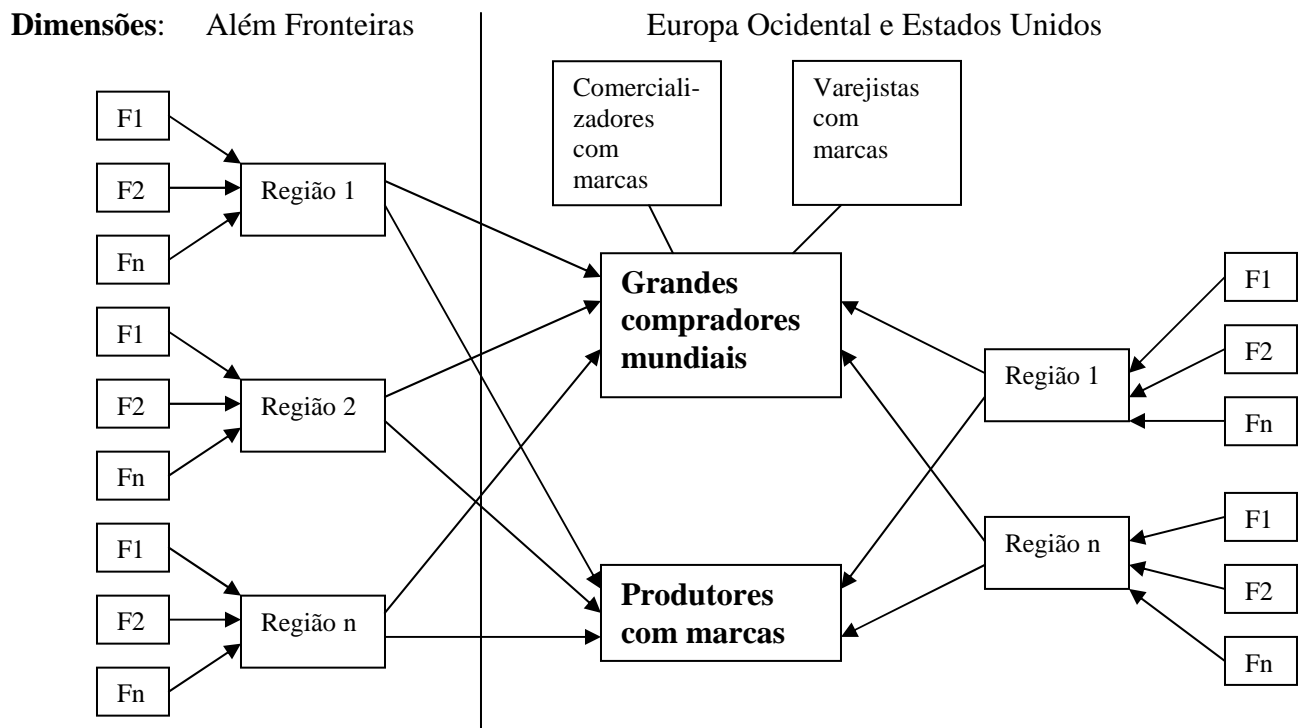 Dimensões: Além Fronteiras
Europa Ocidental e Estados Unidos
Comerciali-
zadores
com
marcas
Varejistas
com
marcas
F1
F2
Fn
Região 1
F1
F2
Fn
Região 2
F1
F2
Fn
Região n
Grandes
compradores
mundiais
Produtores
com marcas
Região 1
F1
F2
Fn
Região n
F1
F2
Fn